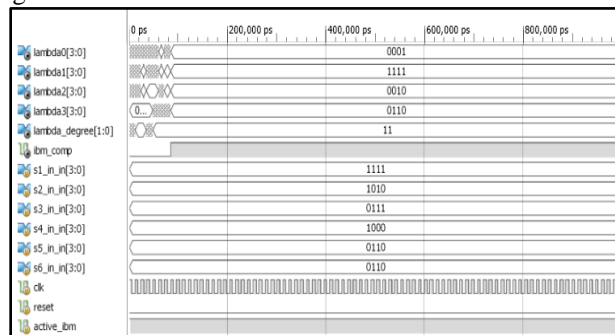 0 ps 200,000 ps 400,000 ps 600,000 ps 800,000 ps
lambda0[3:0] 0001
lambda1[3:0] 1111
lambda2[3:0] 0010
lambda3[3:0] 0... 0110
lambda_degree[1:0] 11
ibm_comp
s1_in_in[3:0] 1111
s2_in_in[3:0] 1010
s3_in_in[3:0] 0111
s4_in_in[3:0] 1000
s5_in_in[3:0] 0110
s6_in_in[3:0] 0110
clk
reset
active_ibm